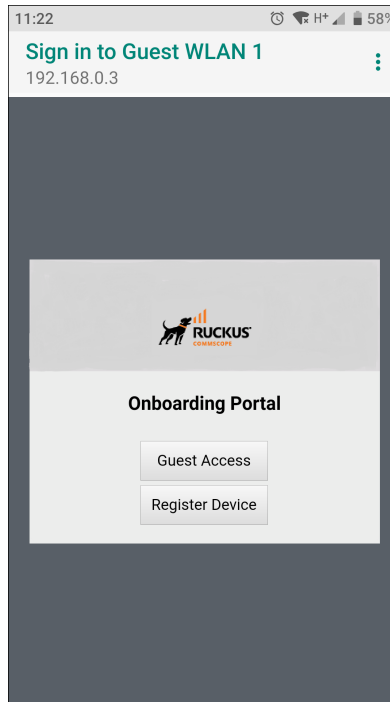 11:22
H+
58%
Sign in to Guest WLAN 1
192.168.0.3
RUCKUS
COMMSCOPE
Onboarding Portal
Guest Access
Register Device